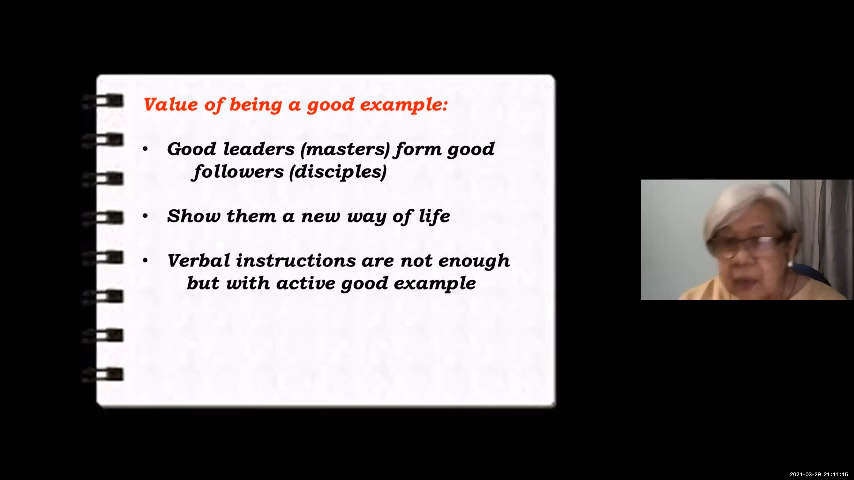 Value of being a good example:
• Good leaders (masters) form good
followers (disciples)
• Show them a new way of life
• Verbal instructions are not enough
but with active good example